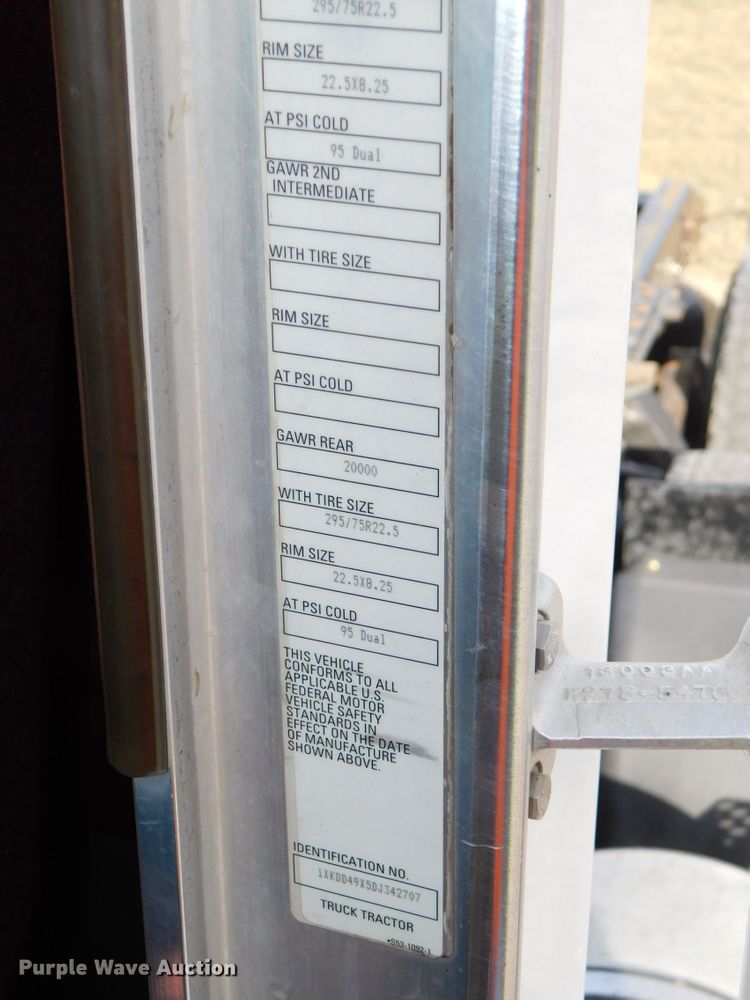 295/75R22.5
RIM SIZE
22.5X8.25
AT PSI COLD
95 Dual
GAWR 2ND
INTERMEDIATE
WITH TIRE SIZE
RIM SIZE
AT PSI COLD
GAWR REAR
20000
WITH TIRE SIZE
295/75R22.5
RIM SIZE
22.5X8.25
AT PSI COLD
95 Dual
THIS VEHICLE
CONFORMS TO ALL
APPLICABLE U.S.
FEDERAL MOTOR
VEHICLE SAFETY
STANDARDS IN
EFFECT ON THE DATE
OF MANUFACTURE
SHOWN ABOVE.
IDENTIFICATION NO.
1XKDD49X5DJ342707
TRUCK TRACTOR
•S53-1092-1
Purple Wave Auction